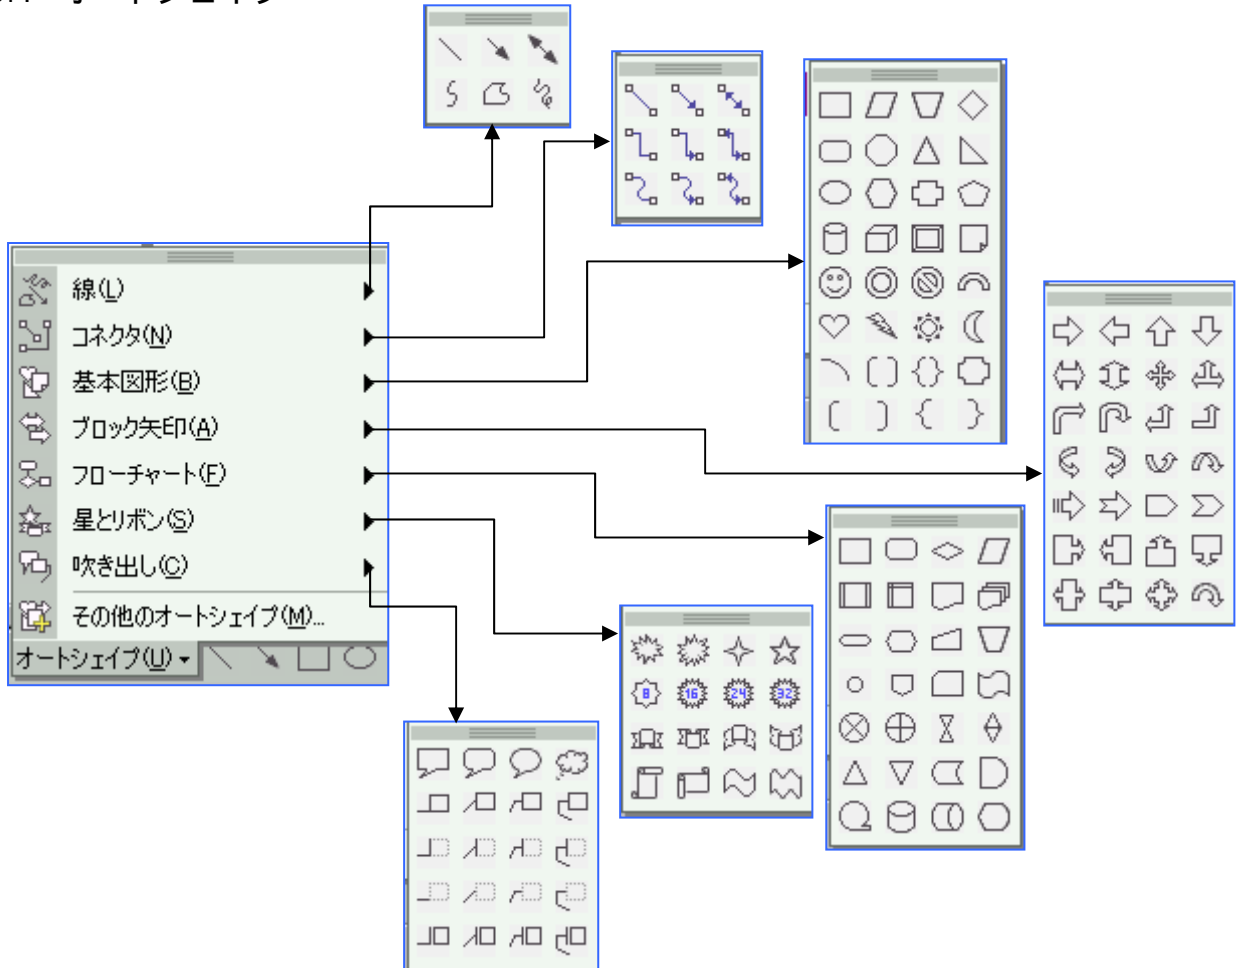 線(L)
コネクタ(N)
基本図形(B)
ブロック矢印(A)
フローチャート(F)
星とリボン(S)
吹き出し(C)
その他のオートシェイプ(M)...
オートシェイプ(U)
8 16 24 32